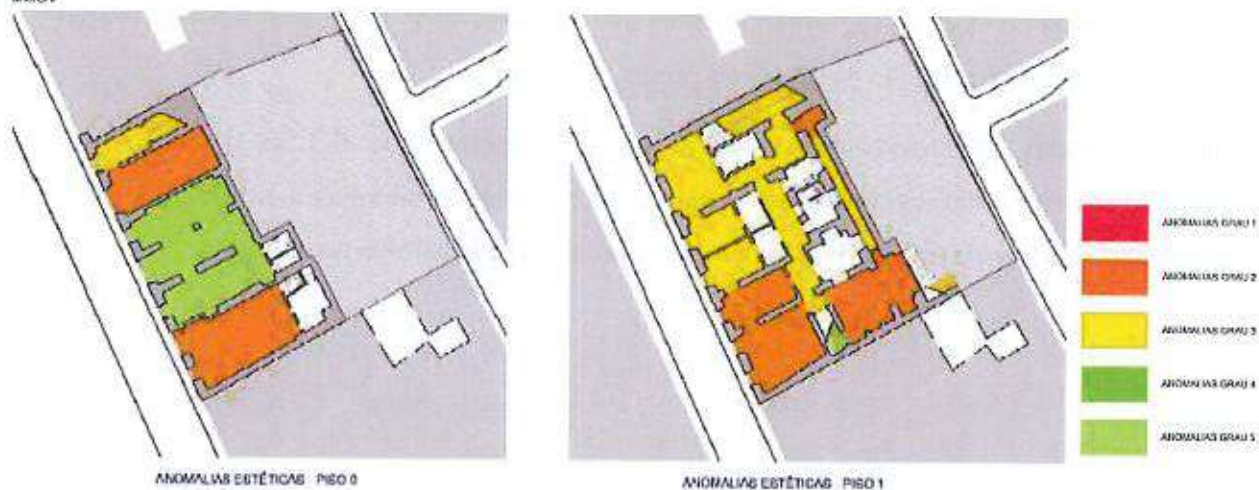 ANOMALIAS ESTÉTICAS PISO 0
ANOMALIAS ESTÉTICAS PISO 1
ANOMALIAS GRAU 1
ANOMALIAS GRAU 2
ANOMALIAS GRAU 3
ANOMALIAS GRAU 4
ANOMALIAS GRAU 5